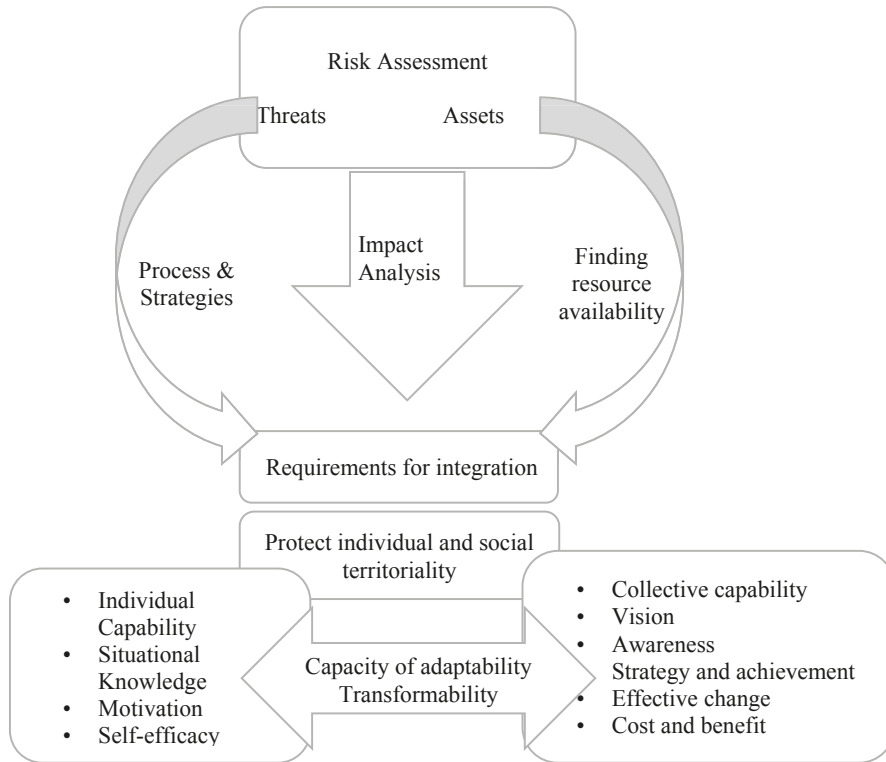 Risk Assessment
Threats Assets
Impact
Analysis
Process &
Strategies
Finding
resource
availability
Requirements for integration
Protect individual and social
territoriality
• Individual
Capability
• Situational
Knowledge
• Motivation
• Self-efficacy
Capacity of adaptability
Transformability
• Collective capability
• Vision
• Awareness
Strategy and achievement
• Effective change
• Cost and benefit